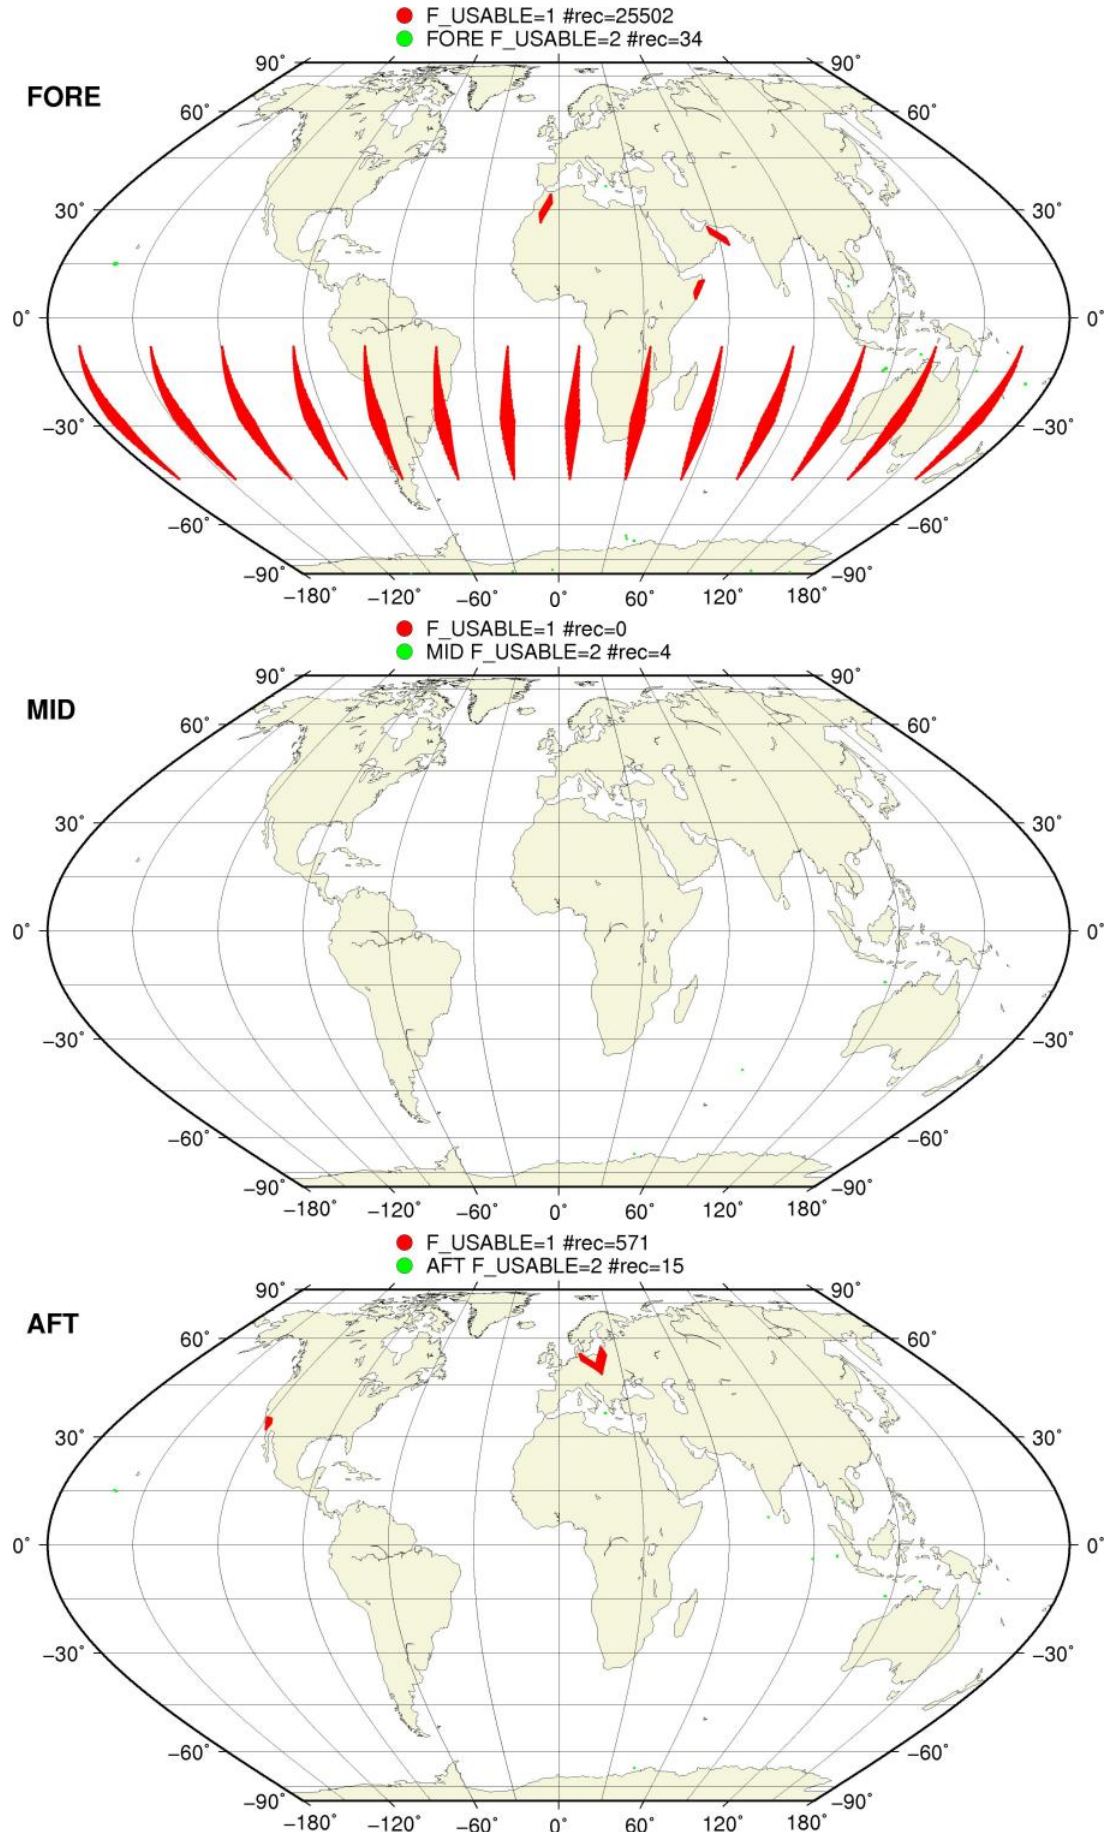 F_USABLE=1 #rec=25502
FORE F_USABLE=2 #rec=34
FORE
90° 90°
60° 60°
30° 30°
0° 0°
−30° −30°
−60° −60°
−90° −90°
−180° −120° −60° 0° 60° 120° 180°
F_USABLE=1 #rec=0
MID F_USABLE=2 #rec=4
MID
90° 90°
60° 60°
30° 30°
0° 0°
−30° −30°
−60° −60°
−90° −90°
−180° −120° −60° 0° 60° 120° 180°
F_USABLE=1 #rec=571
AFT F_USABLE=2 #rec=15
AFT
90° 90°
60° 60°
30° 30°
0° 0°
−30° −30°
−60° −60°
−90° −90°
−180° −120° −60° 0° 60° 120° 180°